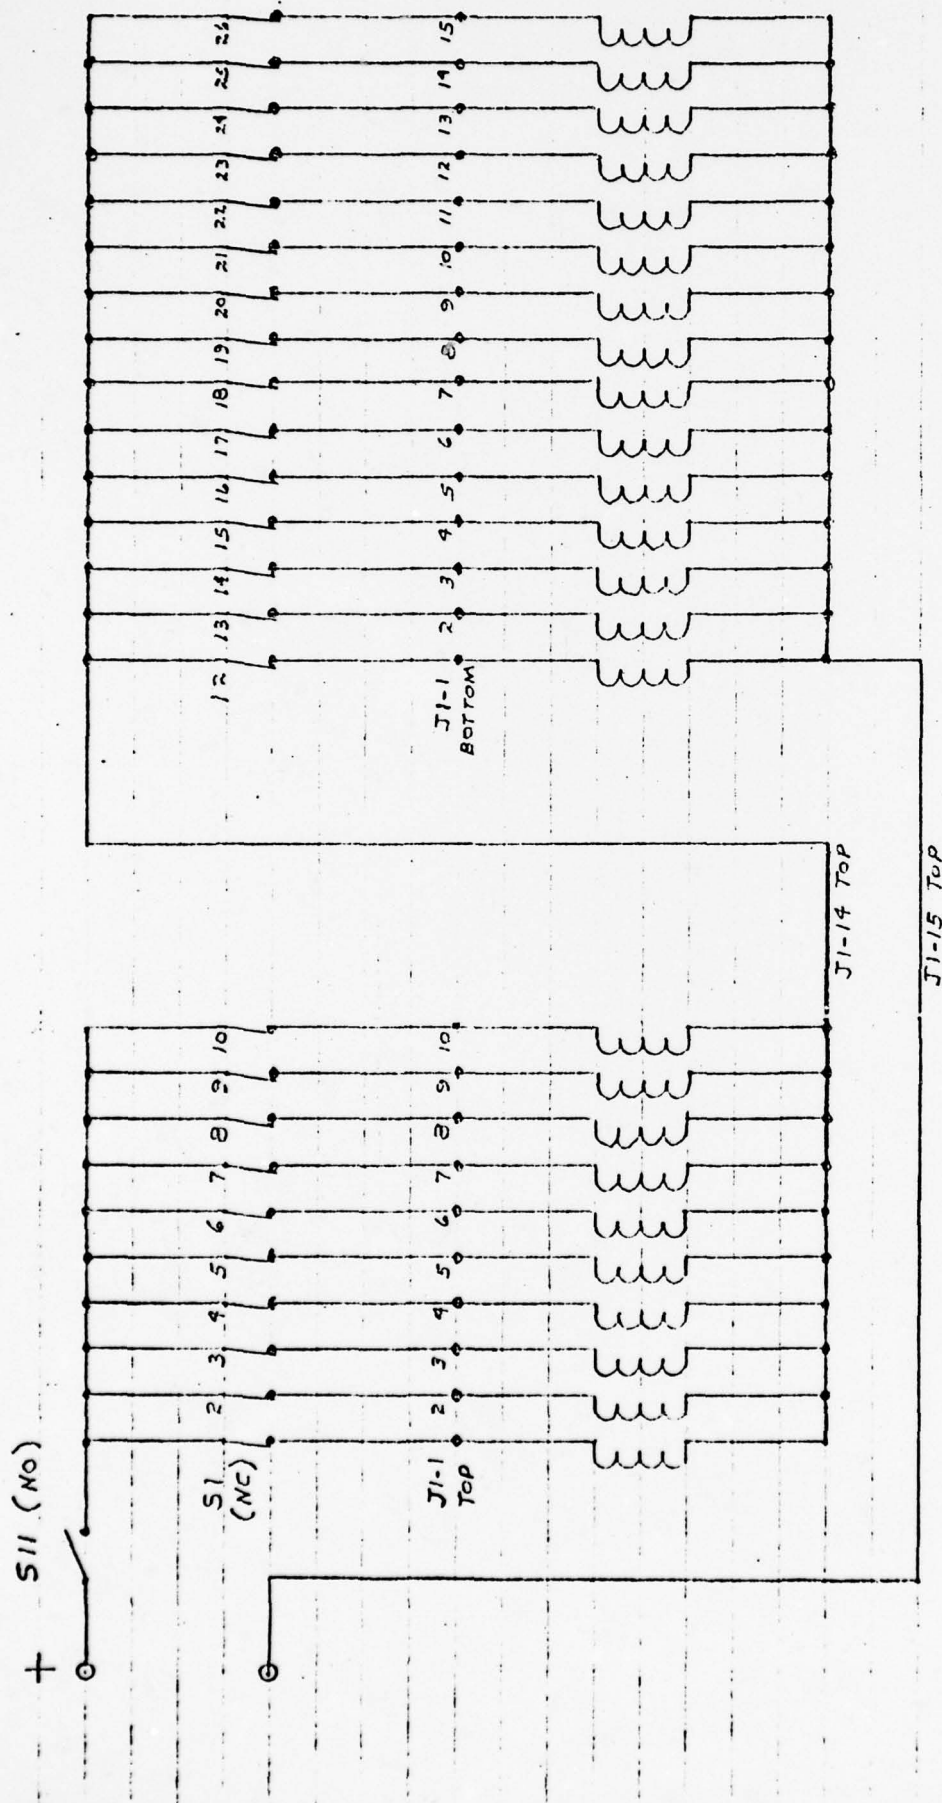 + S11 (NO)
S1 2 3 4 5 6 7 8 9 10 12 13 14 15 16 17 18 19 20 21 22 23 24 25 26
(NC)
J1-1 2 3 4 5 6 7 8 9 10 J1-1 2 3 4 5 6 7 8 9 10 11 12 13 14 15
TOP BOTTOM
J1-14 TOP
J1-15 TOP